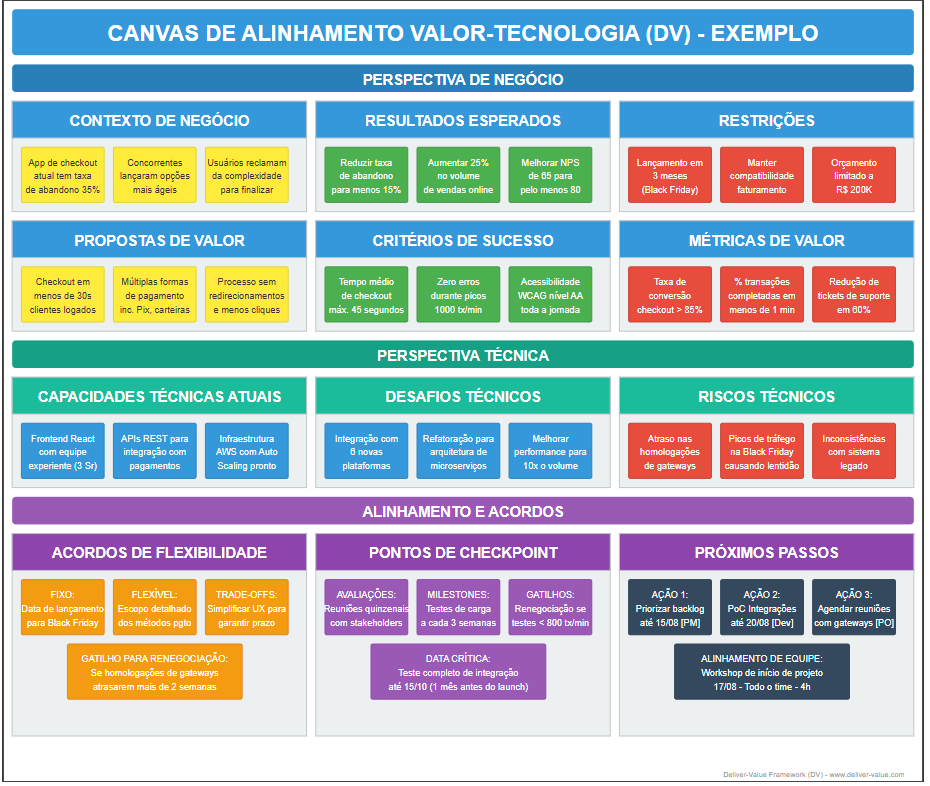 CANVAS DE ALINHAMENTO VALOR-TECNOLOGIA (DV) - EXEMPLO
PERSPECTIVA DE NEGÓCIO
CONTEXTO DE NEGÓCIO
App de checkout
atual tem taxa
de abandono 35%
Concorrentes
lançaram opções
mais ágeis
Usuários reclamam
da complexidade
para finalizar
RESULTADOS ESPERADOS
Reduzir taxa
de abandono
para menos 15%
Aumentar 25%
no volume
de vendas online
Melhorar NPS
de 65 para
pelo menos 80
RESTRIÇÕES
Lançamento em
3 meses
(Black Friday)
Manter
compatibilidade
faturamento
Orçamento
limitado a
R$ 200K
PROPOSTAS DE VALOR
Checkout em
menos de 30s
clientes logados
Múltiplas formas
de pagamento
inc. Pix, carteiras
Processo sem
redirecionamentos
e menos cliques
CRITÉRIOS DE SUCESSO
Tempo médio
de checkout
máx. 45 segundos
Zero erros
durante picos
1000 tx/min
Acessibilidade
WCAG nível AA
toda a jornada
MÉTRICAS DE VALOR
Taxa de
conversão
checkout > 85%
% transações
completadas em
menos de 1 min
Redução de
tickets de suporte
em 60%
PERSPECTIVA TÉCNICA
CAPACIDADES TÉCNICAS ATUAIS
Frontend React
com equipe
experiente (3 Sr)
APIs REST para
integração com
pagamentos
Infraestrutura
AWS com Auto
Scaling pronto
DESAFIOS TÉCNICOS
Integração com
6 novas
plataformas
Refatoração para
arquitetura de
microserviços
Melhorar
performance para
10x o volume
RISCOS TÉCNICOS
Atraso nas
homologações
de gateways
Picos de tráfego
na Black Friday
causando lentidão
Inconsistências
com sistema
legado
ALINHAMENTO E ACORDOS
ACORDOS DE FLEXIBILIDADE
FIXO:
Data de lançamento
para Black Friday
FLEXÍVEL:
Escopo detalhado
dos métodos pgto
TRADE-OFFS:
Simplificar UX para
garantir prazo
GATILHO PARA RENEGOCIAÇÃO:
Se homologações de gateways
atrasarem mais de 2 semanas
PONTOS DE CHECKPOINT
AVALIAÇÕES:
Reuniões quinzenais
com stakeholders
MILESTONES:
Testes de carga
a cada 3 semanas
GATILHOS:
Renegociação se
testes < 800 tx/min
DATA CRÍTICA:
Teste completo de integração
até 15/10 (1 mês antes do launch)
PRÓXIMOS PASSOS
AÇÃO 1:
Priorizar backlog
até 15/08 [PM]
AÇÃO 2:
PoC Integrações
até 20/08 [Dev]
AÇÃO 3:
Agendar reuniões
com gateways [PO]
ALINHAMENTO DE EQUIPE:
Workshop de início de projeto
17/08 - Todo o time - 4h
Deliver-Value Framework (DV) - www.deliver-value.com